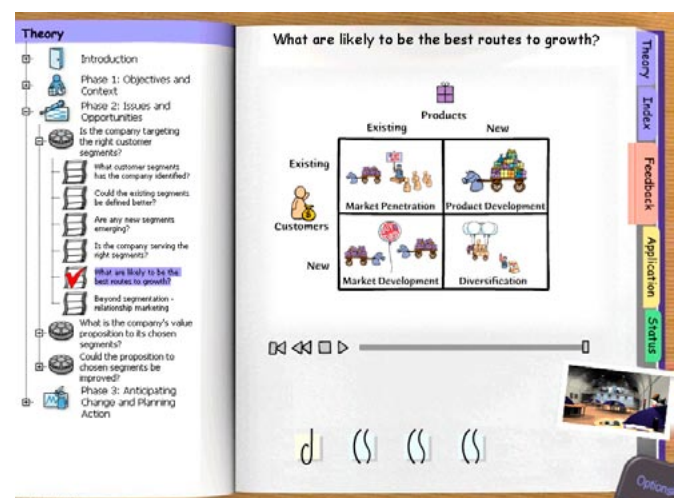 Theory
Introduction
Phase 1: Objectives and
Context
Phase 2: Issues and
Opportunities
Is the company targeting
the right customer
segments?
What customer segments
has the company identified?
Could the existing segments
be defined better?
Are any new segments
emerging?
Is the company serving the
right segments?
What are likely to be the
best routes to growth?
Beyond segmentation -
relationship marketing
What is the company's value
proposition to its chosen
segments?
Could the proposition to
chosen segments be
improved?
Phase 3: Anticipating
Change and Planning
Action
What are likely to be the best routes to growth?
Products
Existing New
Existing
Market Penetration Product Development
Customers
New
Market Development Diversification
Theory
Index
Feedback
Application
Status
Options